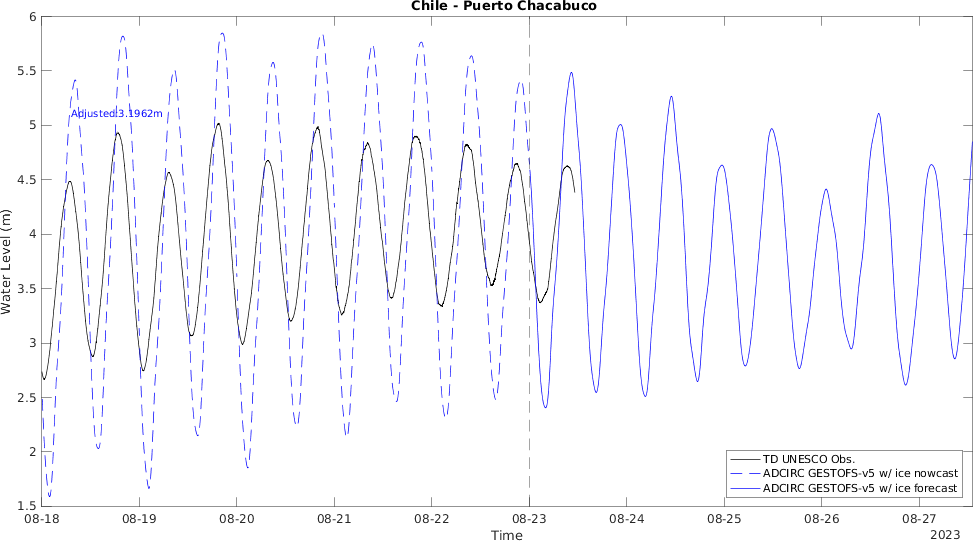 Chile - Puerto Chacabuco
6
5.5
5
4.5
4
3.5
3
2.5
2
1.5
Water Level (m)
Adjusted:3.1962m
TD UNESCO Obs.
ADCIRC GESTOFS-v5 w/ ice nowcast
ADCIRC GESTOFS-v5 w/ ice forecast
08-18 08-19 08-20 08-21 08-22 08-23 08-24 08-25 08-26 08-27
Time
2023